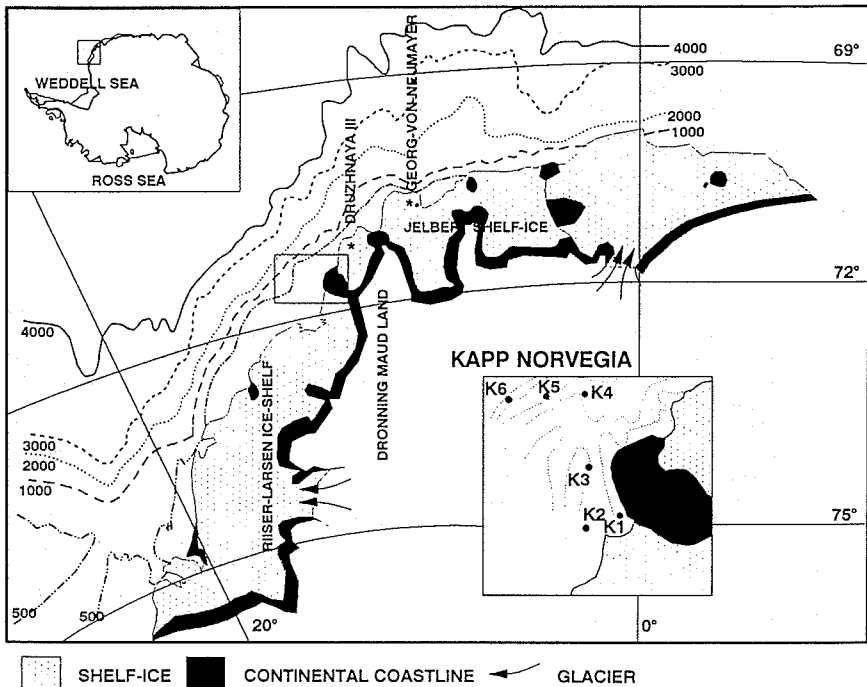 WEDDELL SEA
ROSS SEA
DRUZHNAYA III
*
GEORG-VON-NEUMAYER
*
4000
69°
3000
2000
1000
JELBERT SHELF-ICE
72°
4000
DRONNING MAUD LAND
KAPP NORVEGIA
K6
K5
K4
K3
K2
K1
RIISER-LARSEN ICE-SHELF
3000
2000
1000
75°
500
500
20°
0°
SHELF-ICE
CONTINENTAL COASTLINE
GLACIER